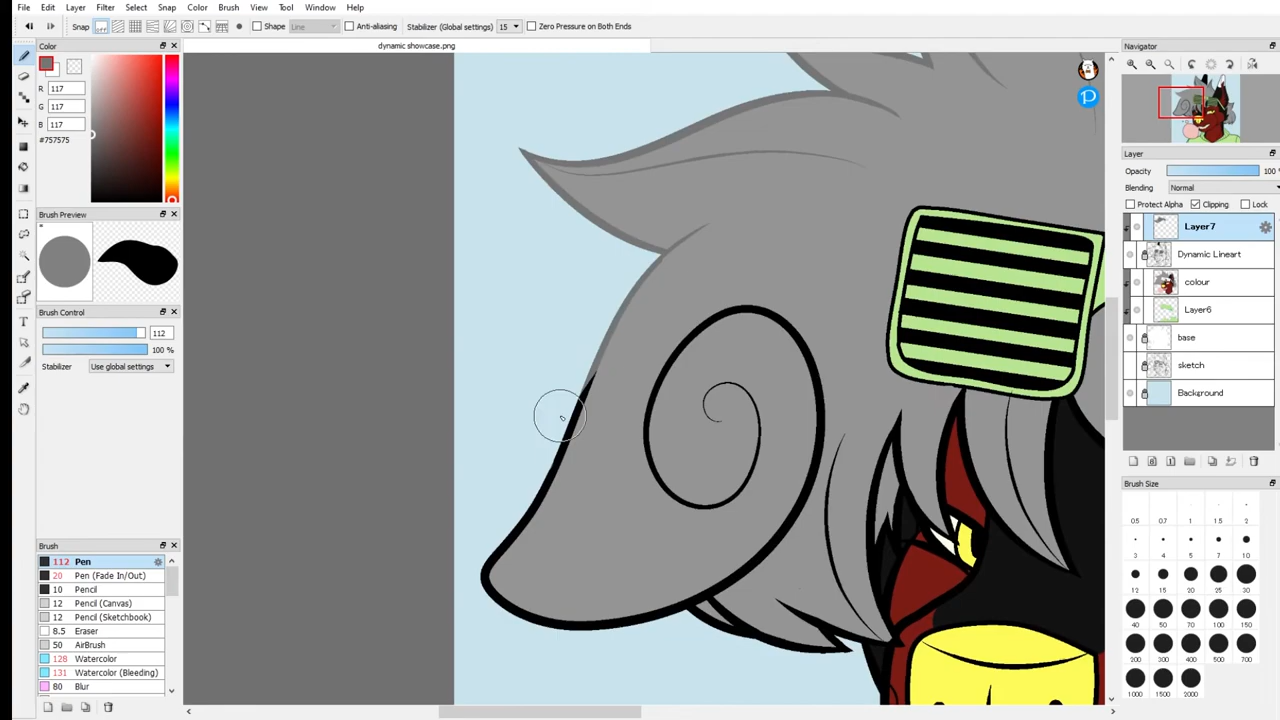 File Edit Layer Filter Select Snap Color View Tool Window Help
Snap OFF Shape Line Anti-aliasing Stabilizer (Global settings) 15 Zero Pressure on Both Ends
dynamic showcase.png
Color
R 117
G 117
B 117
#757575
Brush Preview
Brush Control
112
100 %
Stabilizer Use global settings
Brush
112 Pen
20 Pen (Fade In/Out)
10 Pencil
12 Pencil (Canvas)
12 Pencil (Sketchbook)
8.5 Eraser
50 AirBrush
128 Watercolor
131 Watercolor (Bleeding)
80 Blur
Navigator
Layer
Opacity 100
Blending Normal
Protect Alpha Clipping Lock
Layer7
Dynamic Lineart
colour
Layer6
base
sketch
Background
Brush Size
0.5 0.7 1 1.5 2
3 4 5 7 10
12 15 20 25 30
40 50 70 100 150
200 300 400 500 700
1000 1500 2000